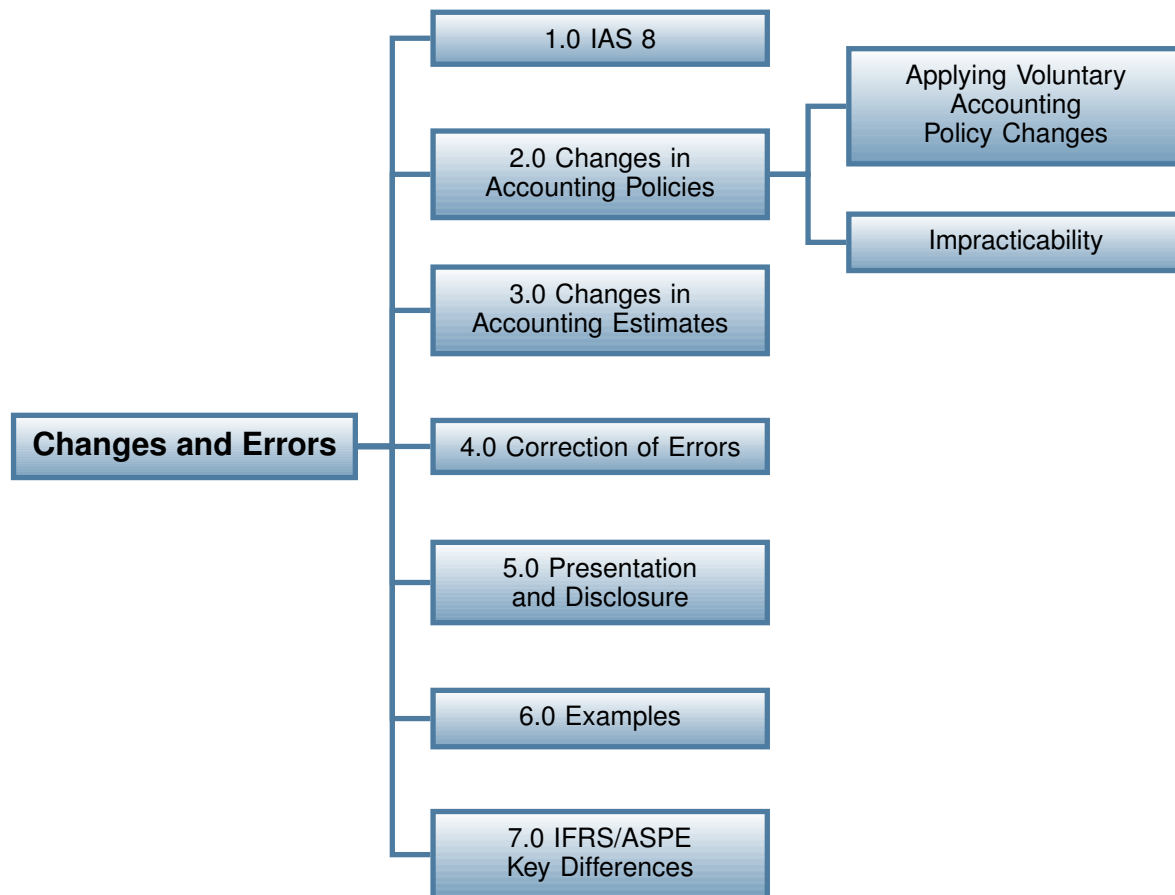 1.0 IAS 8
Applying Voluntary
Accounting
Policy Changes
2.0 Changes in
Accounting Policies
Impracticability
3.0 Changes in
Accounting Estimates
Changes and Errors
4.0 Correction of Errors
5.0 Presentation
and Disclosure
6.0 Examples
7.0 IFRS/ASPE
Key Differences